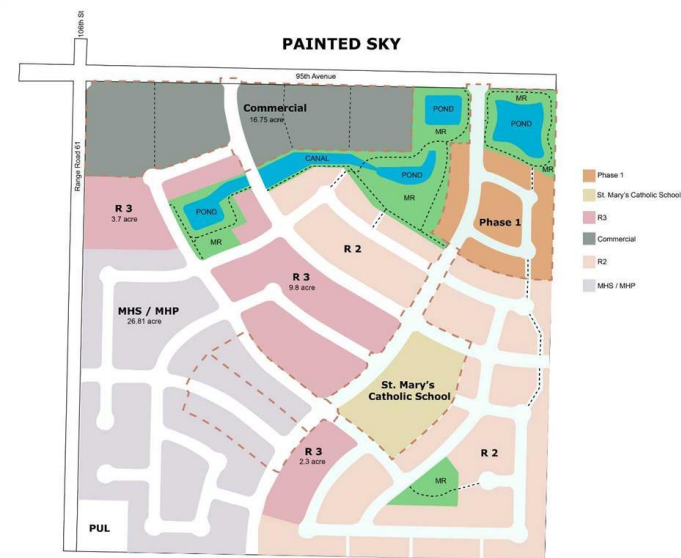 106th St
PAINTED SKY
95th Avenue
Commercial
16.75 acre
POND
MR
MR
POND
MR
CANAL
POND
MR
Range Road 61
R 3
3.7 acre
POND
MR
Phase 1
R 2
R 3
9.8 acre
MHS / MHP
26.81 acre
St. Mary's
Catholic School
R 3
2.3 acre
R 2
MR
PUL
Phase 1
St. Mary's Catholic School
R3
Commercial
R2
MHS / MHP